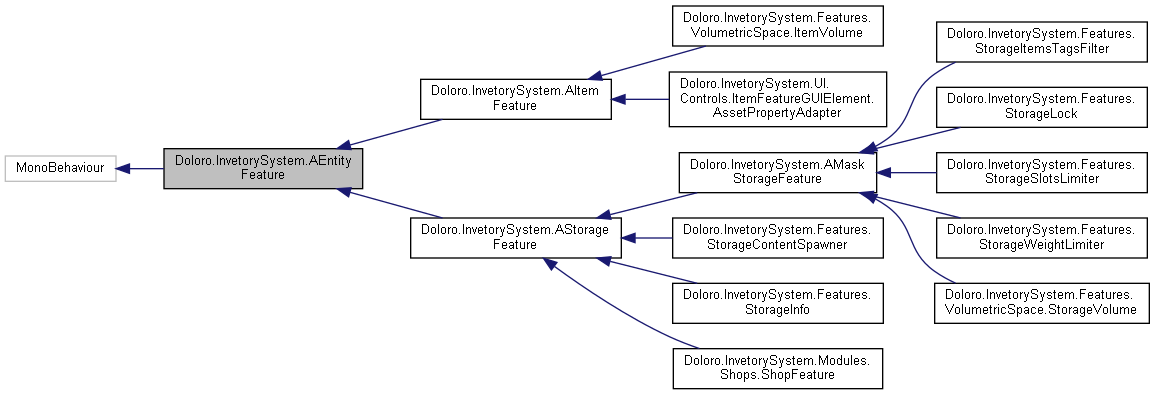 MonoBehaviour
Doloro.InvetorySystem.AEntity
Feature
Doloro.InvetorySystem.AItem
Feature
Doloro.InvetorySystem.AStorage
Feature
Doloro.InvetorySystem.Features.
VolumetricSpace.ItemVolume
Doloro.InvetorySystem.UI.
Controls.ItemFeatureGUIElement.
AssetPropertyAdapter
Doloro.InvetorySystem.AMask
StorageFeature
Doloro.InvetorySystem.Features.
StorageContentSpawner
Doloro.InvetorySystem.Features.
StorageInfo
Doloro.InvetorySystem.Modules.
Shops.ShopFeature
Doloro.InvetorySystem.Features.
StorageItemsTagsFilter
Doloro.InvetorySystem.Features.
StorageLock
Doloro.InvetorySystem.Features.
StorageSlotsLimiter
Doloro.InvetorySystem.Features.
StorageWeightLimiter
Doloro.InvetorySystem.Features.
VolumetricSpace.StorageVolume